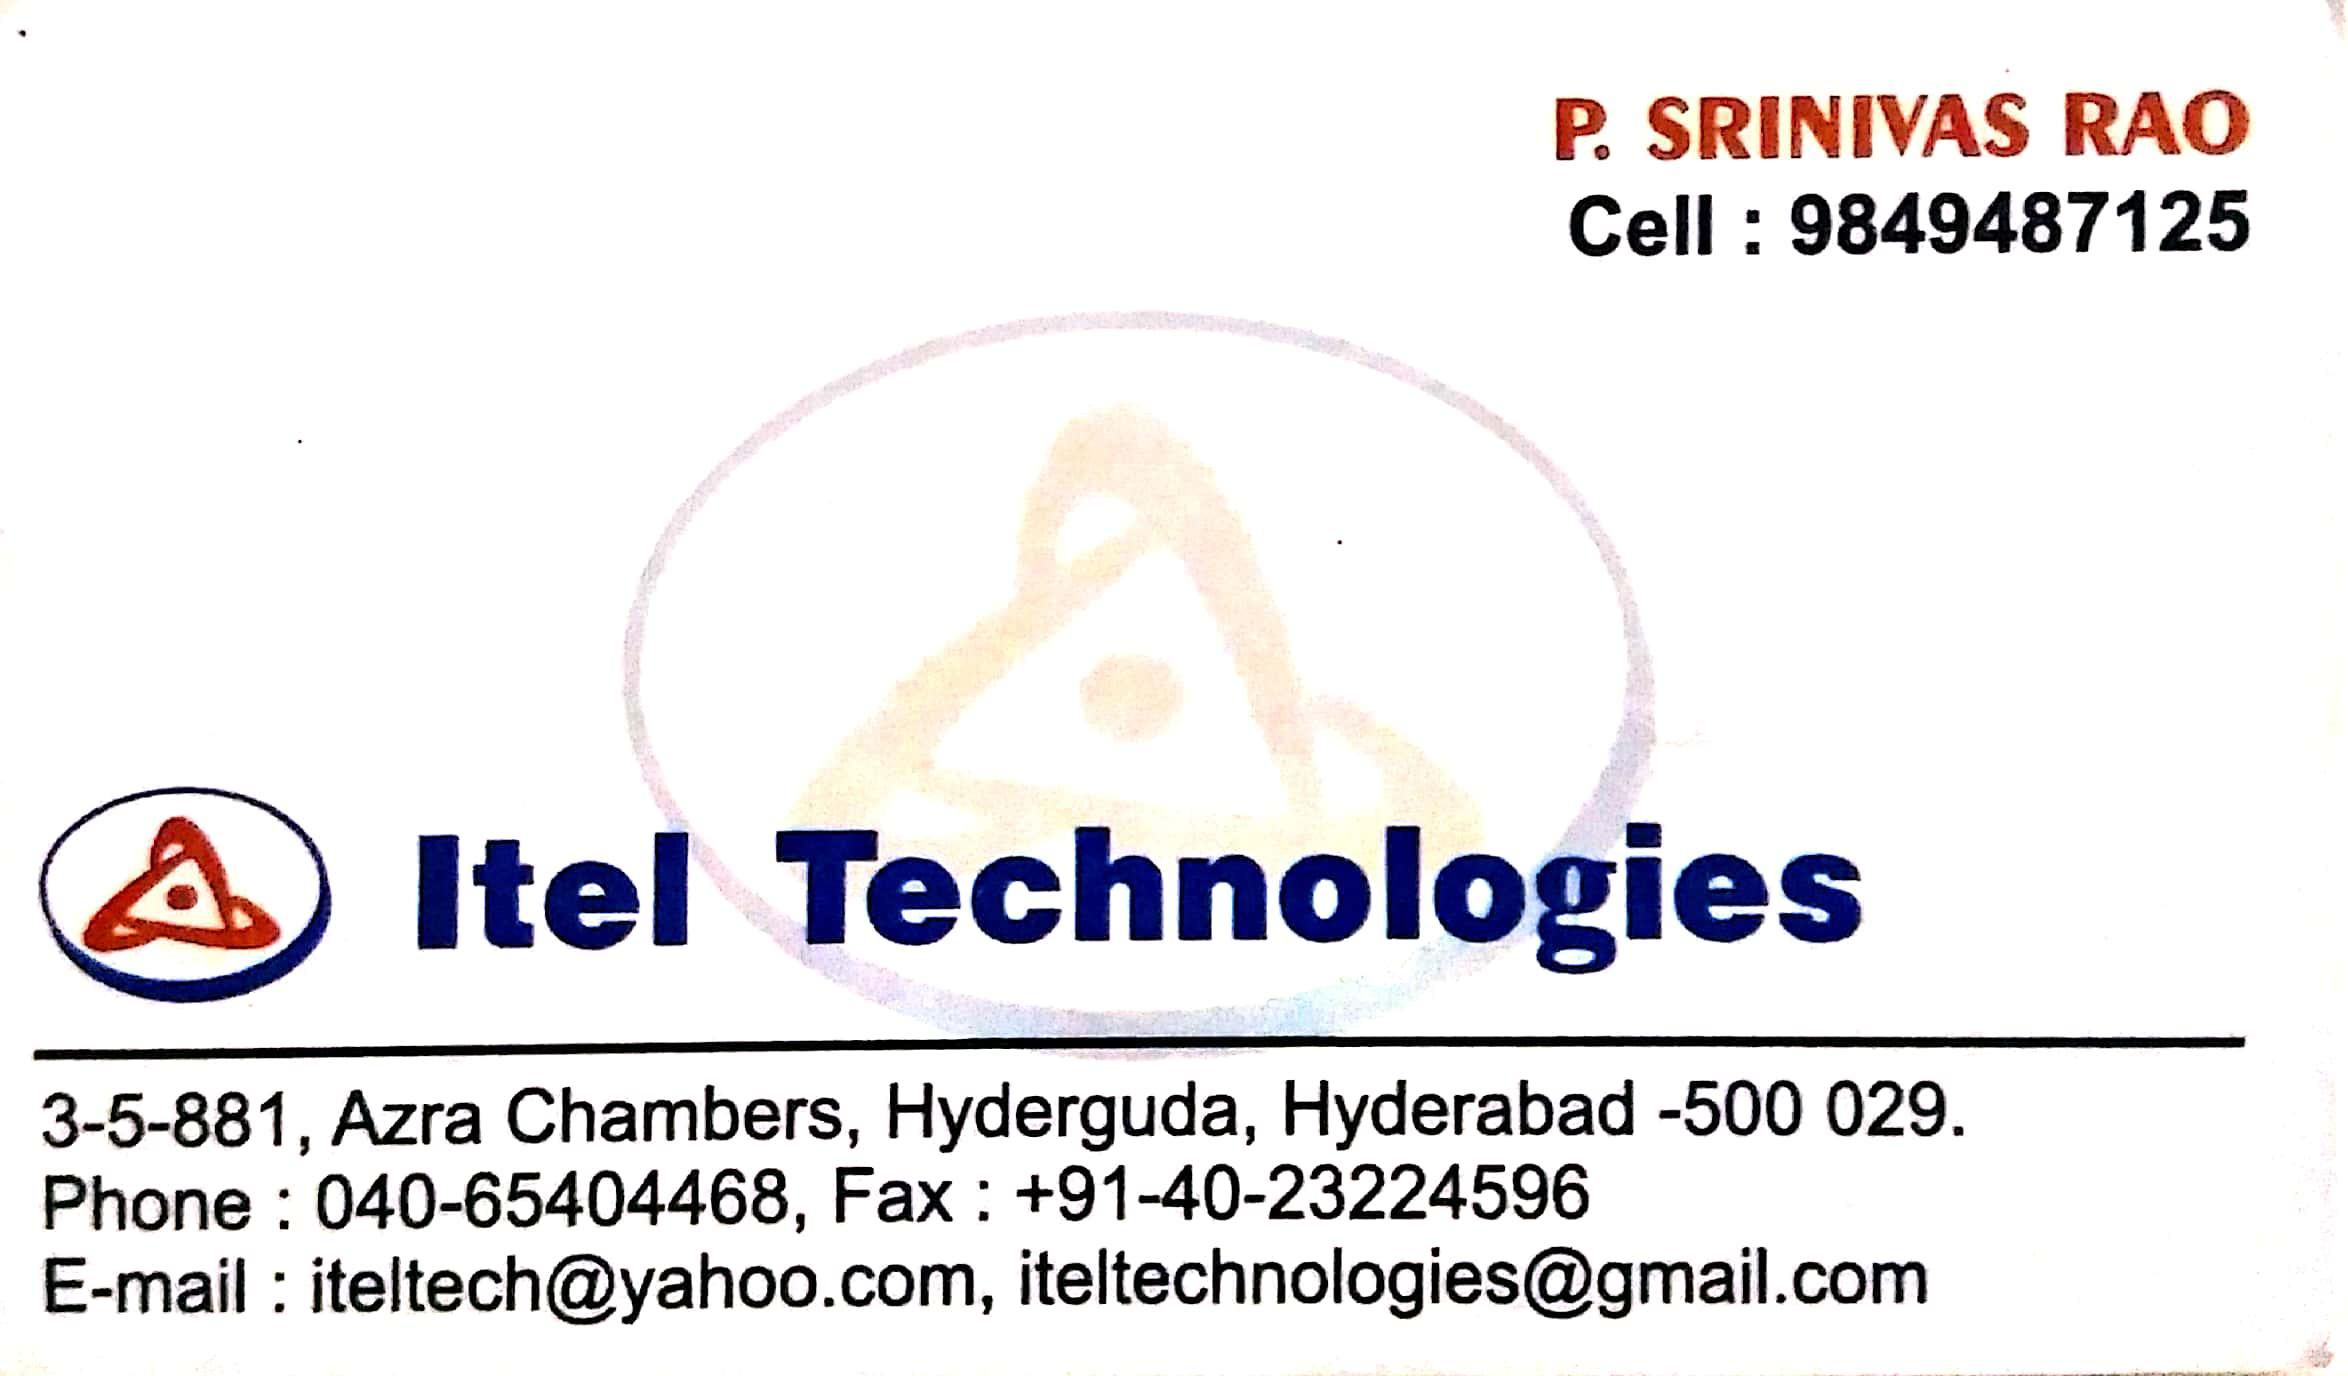 P. SRINIVAS RAO
Cell : 9849487125
Itel Technologies
3-5-881, Azra Chambers, Hyderguda, Hyderabad -500 029.
Phone : 040-65404468, Fax : +91-40-23224596
E-mail : iteltech@yahoo.com, iteltechnologies@gmail.com